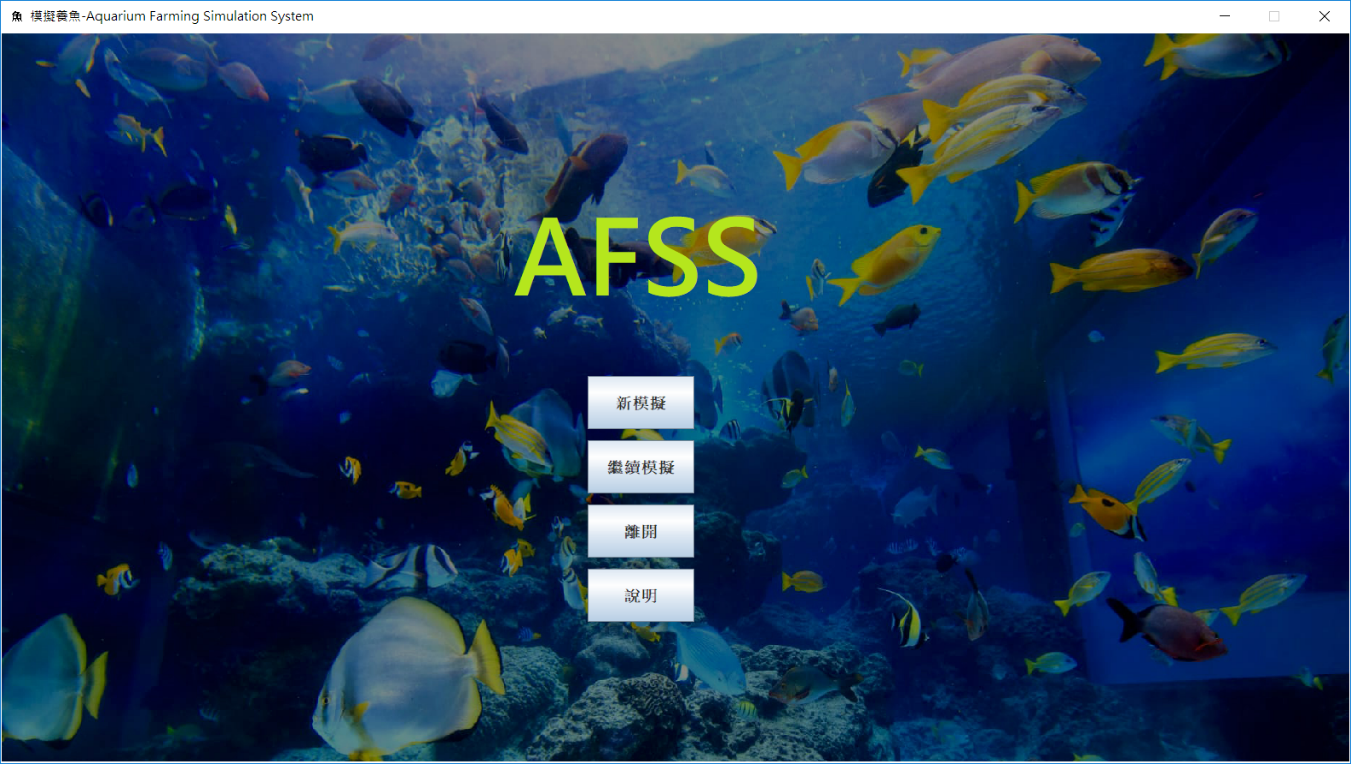 魚 模擬養魚-Aquarium Farming Simulation System
AFSS
新模擬
繼續模擬
離開
說明